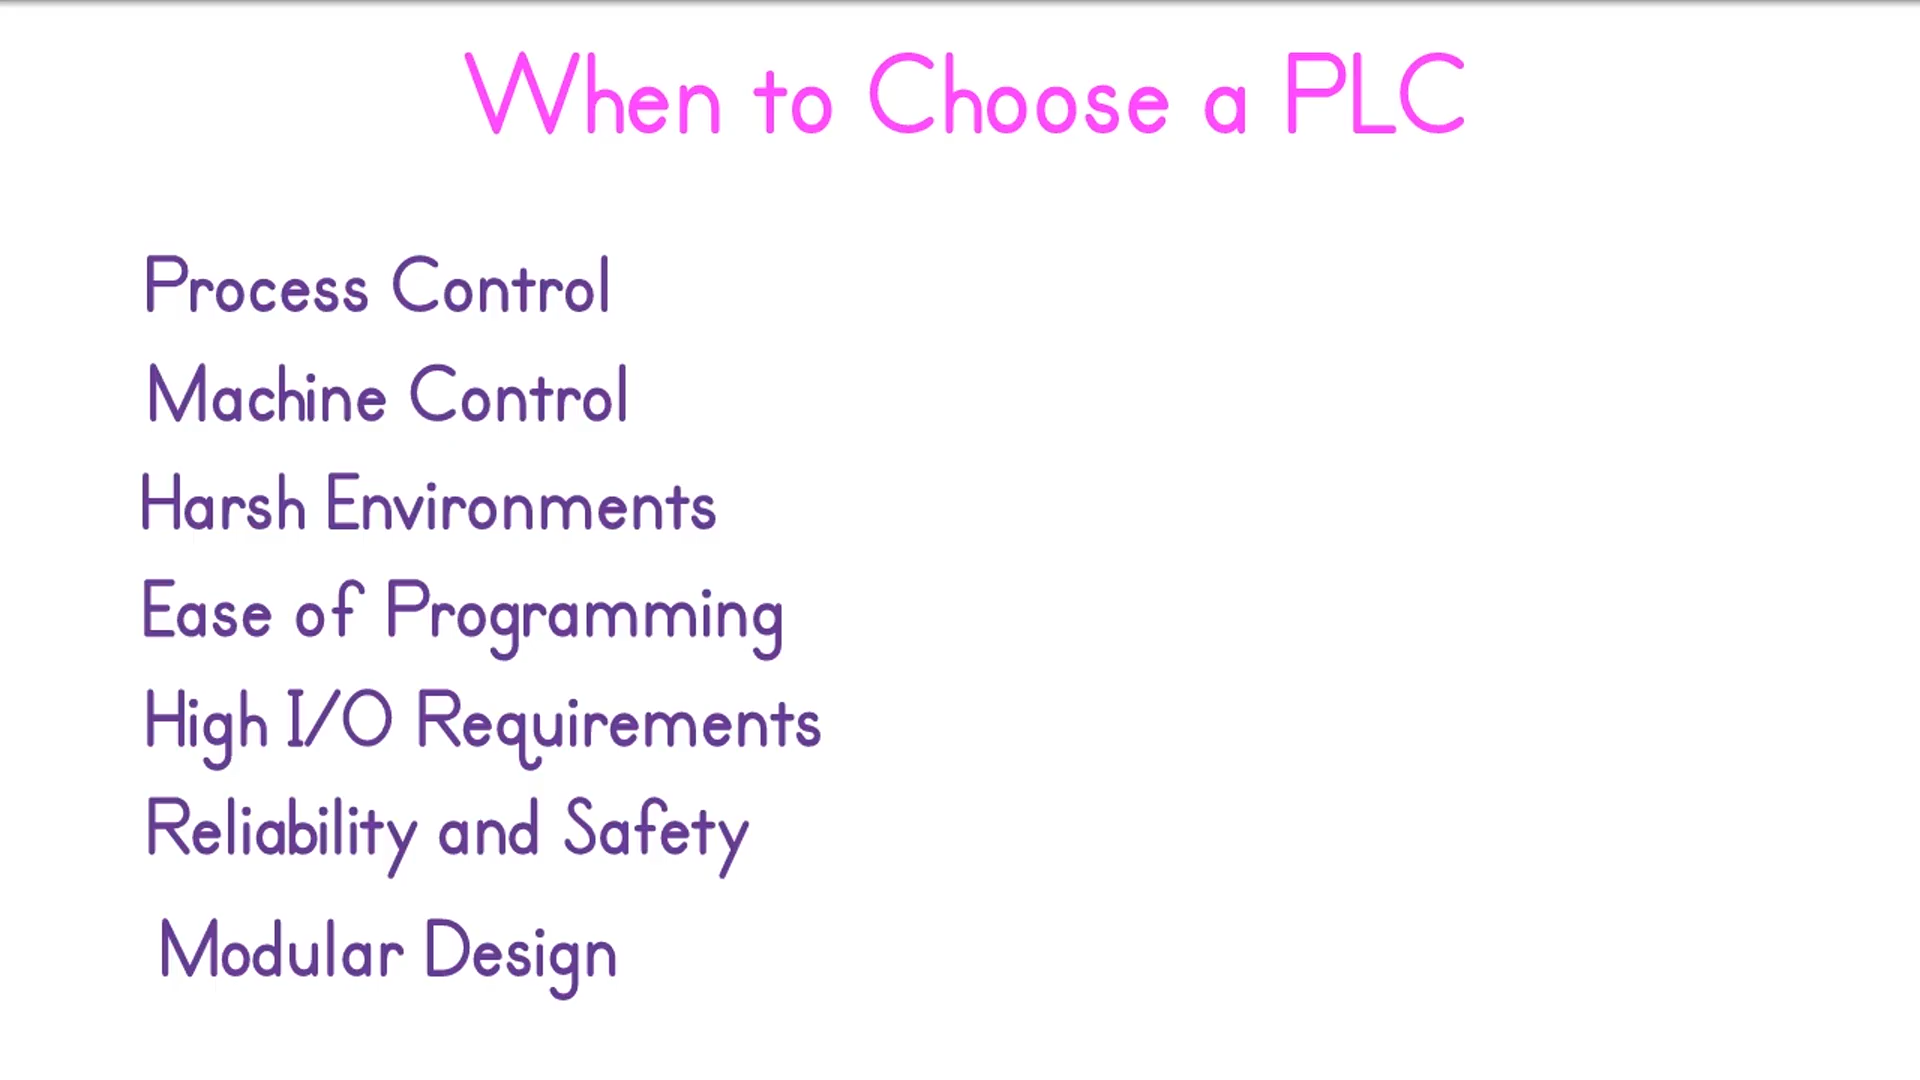 When to Choose a PLC
Process Control
Machine Control
Harsh Environments
Ease of Programming
High I/O Requirements
Reliability and Safety
Modular Design